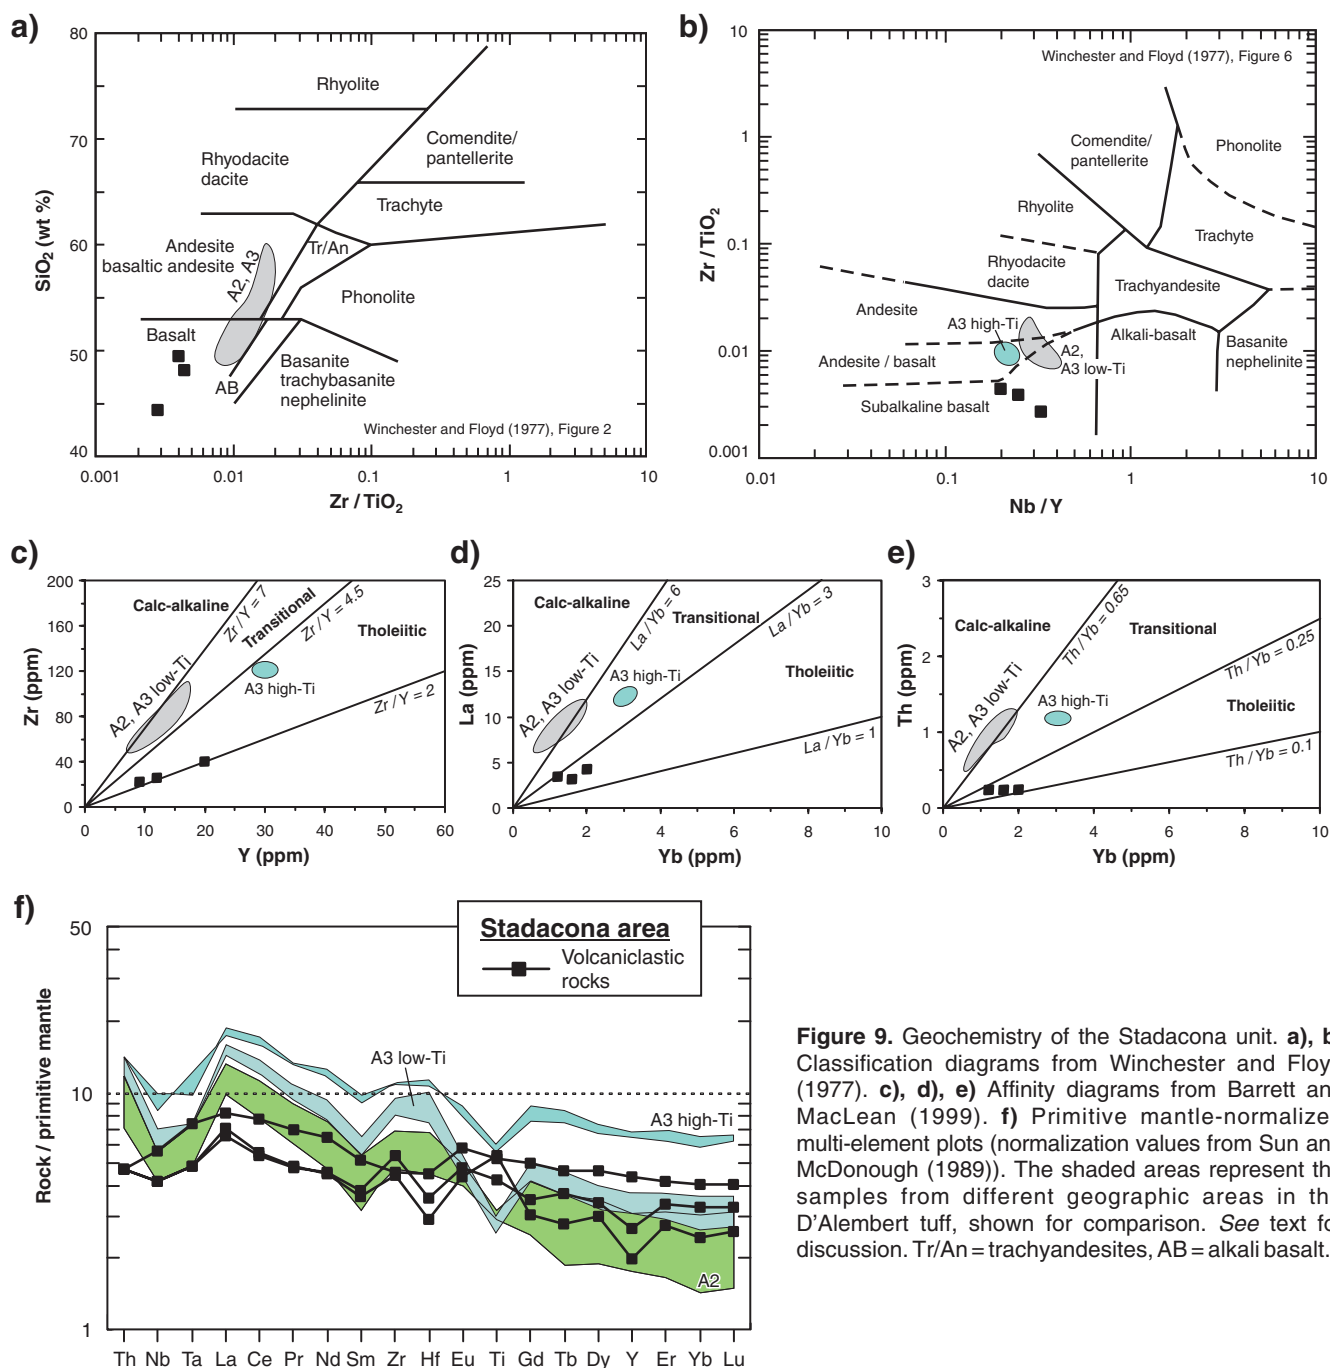 a)
80
70
60
50
40
SiO2 (wt %)
Rhyolite
Rhyodacite
dacite
Comendite/
pantellerite
Trachyte
Andesite
basaltic andesite
Tr/An
A2, A3
Phonolite
Basalt
AB
Basanite
trachybasanite
nephelinite
Winchester and Floyd (1977), Figure 2
0.001
0.01
0.1
1
10
Zr / TiO2
b)
10
1
0.1
0.01
0.001
Zr / TiO2
Winchester and Floyd (1977), Figure 6
Comendite/
pantellerite
Phonolite
Rhyolite
Trachyte
Rhyodacite
dacite
Trachyandesite
Andesite
A3 high-Ti
Alkali-basalt
Basanite
nephelinite
A2,
A3 low-Ti
Andesite / basalt
Subalkaline basalt
0.01
0.1
1
10
Nb / Y
c)
200
160
120
80
40
0
Zr (ppm)
Calc-alkaline
Zr / Y = 7
Transitional
Zr / Y = 4.5
Tholeiitic
A2, A3 low-Ti
A3 high-Ti
Zr / Y = 2
0
10
20
30
40
50
60
Y (ppm)
d)
25
20
15
10
5
0
La (ppm)
Calc-alkaline
La / Yb = 6
Transitional
La / Yb = 3
A2, A3 low-Ti
A3 high-Ti
Tholeiitic
La / Yb = 1
0
2
4
6
8
10
Yb (ppm)
e)
3
2
1
0
Th (ppm)
Calc-alkaline
Th / Yb = 0.65
Transitional
Th / Yb = 0.25
A2, A3 low-Ti
A3 high-Ti
Tholeiitic
Th / Yb = 0.1
0
2
4
6
8
10
Yb (ppm)
f)
50
10
1
Rock / primitive mantle
Stadacona area
Volcaniclastic
rocks
A3 low-Ti
A3 high-Ti
A2
Th Nb Ta La Ce Pr Nd Sm Zr Hf Eu Ti Gd Tb Dy Y Er Yb Lu
Figure 9. Geochemistry of the Stadacona unit. a), b
Classification diagrams from Winchester and Floy
(1977). c), d), e) Affinity diagrams from Barrett an
MacLean (1999). f) Primitive mantle-normalize
multi-element plots (normalization values from Sun an
McDonough (1989)). The shaded areas represent th
samples from different geographic areas in th
D'Alembert tuff, shown for comparison. See text fo
discussion. Tr/An = trachyandesites, AB = alkali basalt.